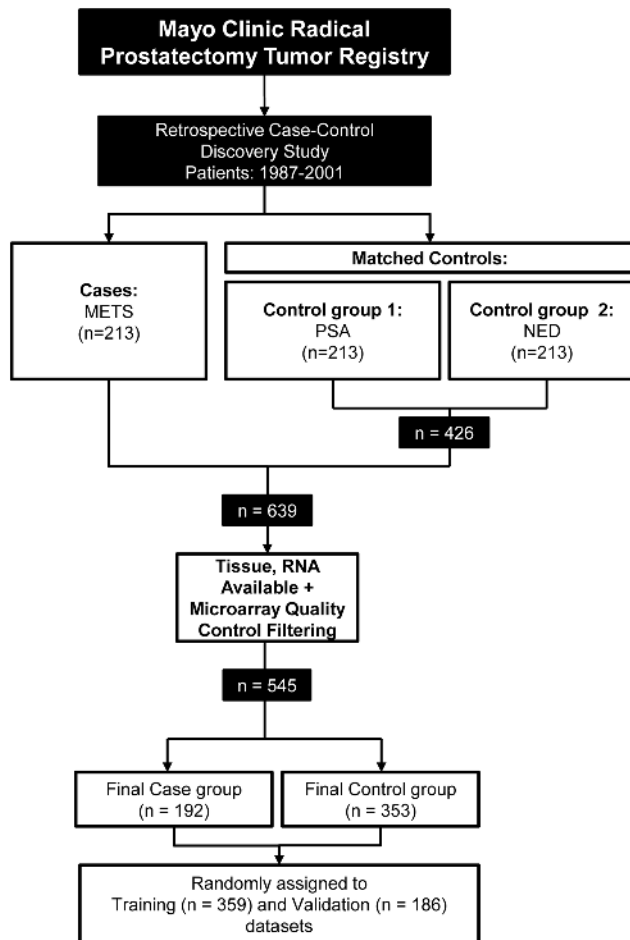 Mayo Clinic Radical
Prostatectomy Tumor Registry
Retrospective Case-Control
Discovery Study
Patients: 1987-2001
Cases:
METS
(n=213)
Matched Controls:
Control group 1:
PSA
(n=213)
Control group 2:
NED
(n=213)
n = 426
n = 639
Tissue, RNA
Available +
Microarray Quality
Control Filtering
n = 545
Final Case group
(n = 192)
Final Control group
(n = 353)
Randomly assigned to
Training (n = 359) and Validation (n = 186)
datasets